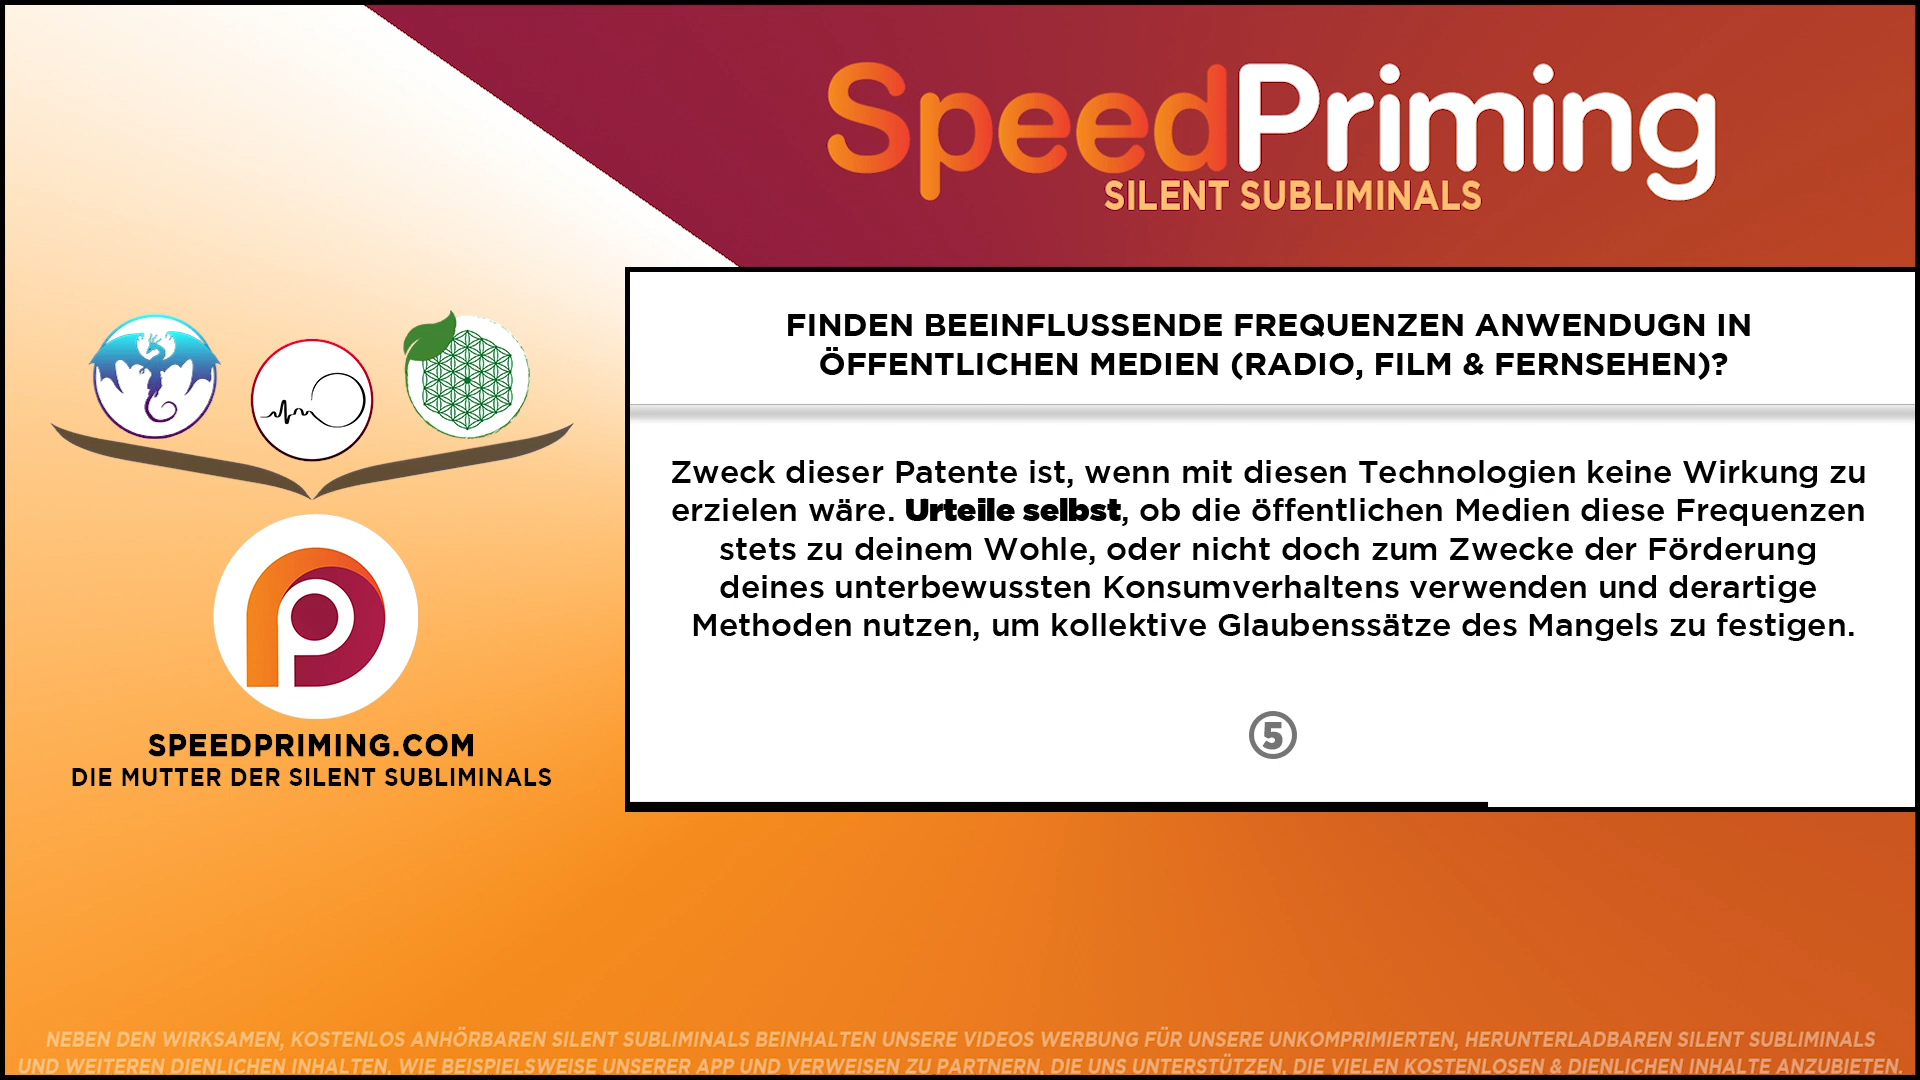 SpeedPriming
SILENT SUBLIMINALS
FINDEN BEEINFLUSSENDE FREQUENZEN ANWENDUGN IN
ÖFFENTLICHEN MEDIEN (RADIO, FILM & FERNSEHEN)?
Zweck dieser Patente ist, wenn mit diesen Technologien keine Wirkung zu
erzielen wäre. Urteile selbst, ob die öffentlichen Medien diese Frequenzen
stets zu deinem Wohle, oder nicht doch zum Zwecke der Förderung
deines unterbewussten Konsumverhaltens verwenden und derartige
Methoden nutzen, um kollektive Glaubenssätze des Mangels zu festigen.
5
SPEEDPRIMING.COM
DIE MUTTER DER SILENT SUBLIMINALS
NEBEN DEN WIRKSAMEN, KOSTENLOS ANHÖRBAREN SILENT SUBLIMINALS BEINHALTEN UNSERE VIDEOS WERBUNG FÜR UNSERE UNKOMPRIMIERTEN, HERUNTERLADBAREN SILENT SUBLIMINALS
UND WEITEREN DIENLICHEN INHALTEN, WIE BEISPIELSWEISE UNSERER APP UND VERWEISEN ZU PARTNERN, DIE UNS UNTERSTÜTZEN, DIE VIELEN KOSTENLOSEN & DIENLICHEN INHALTE ANZUBIETEN.